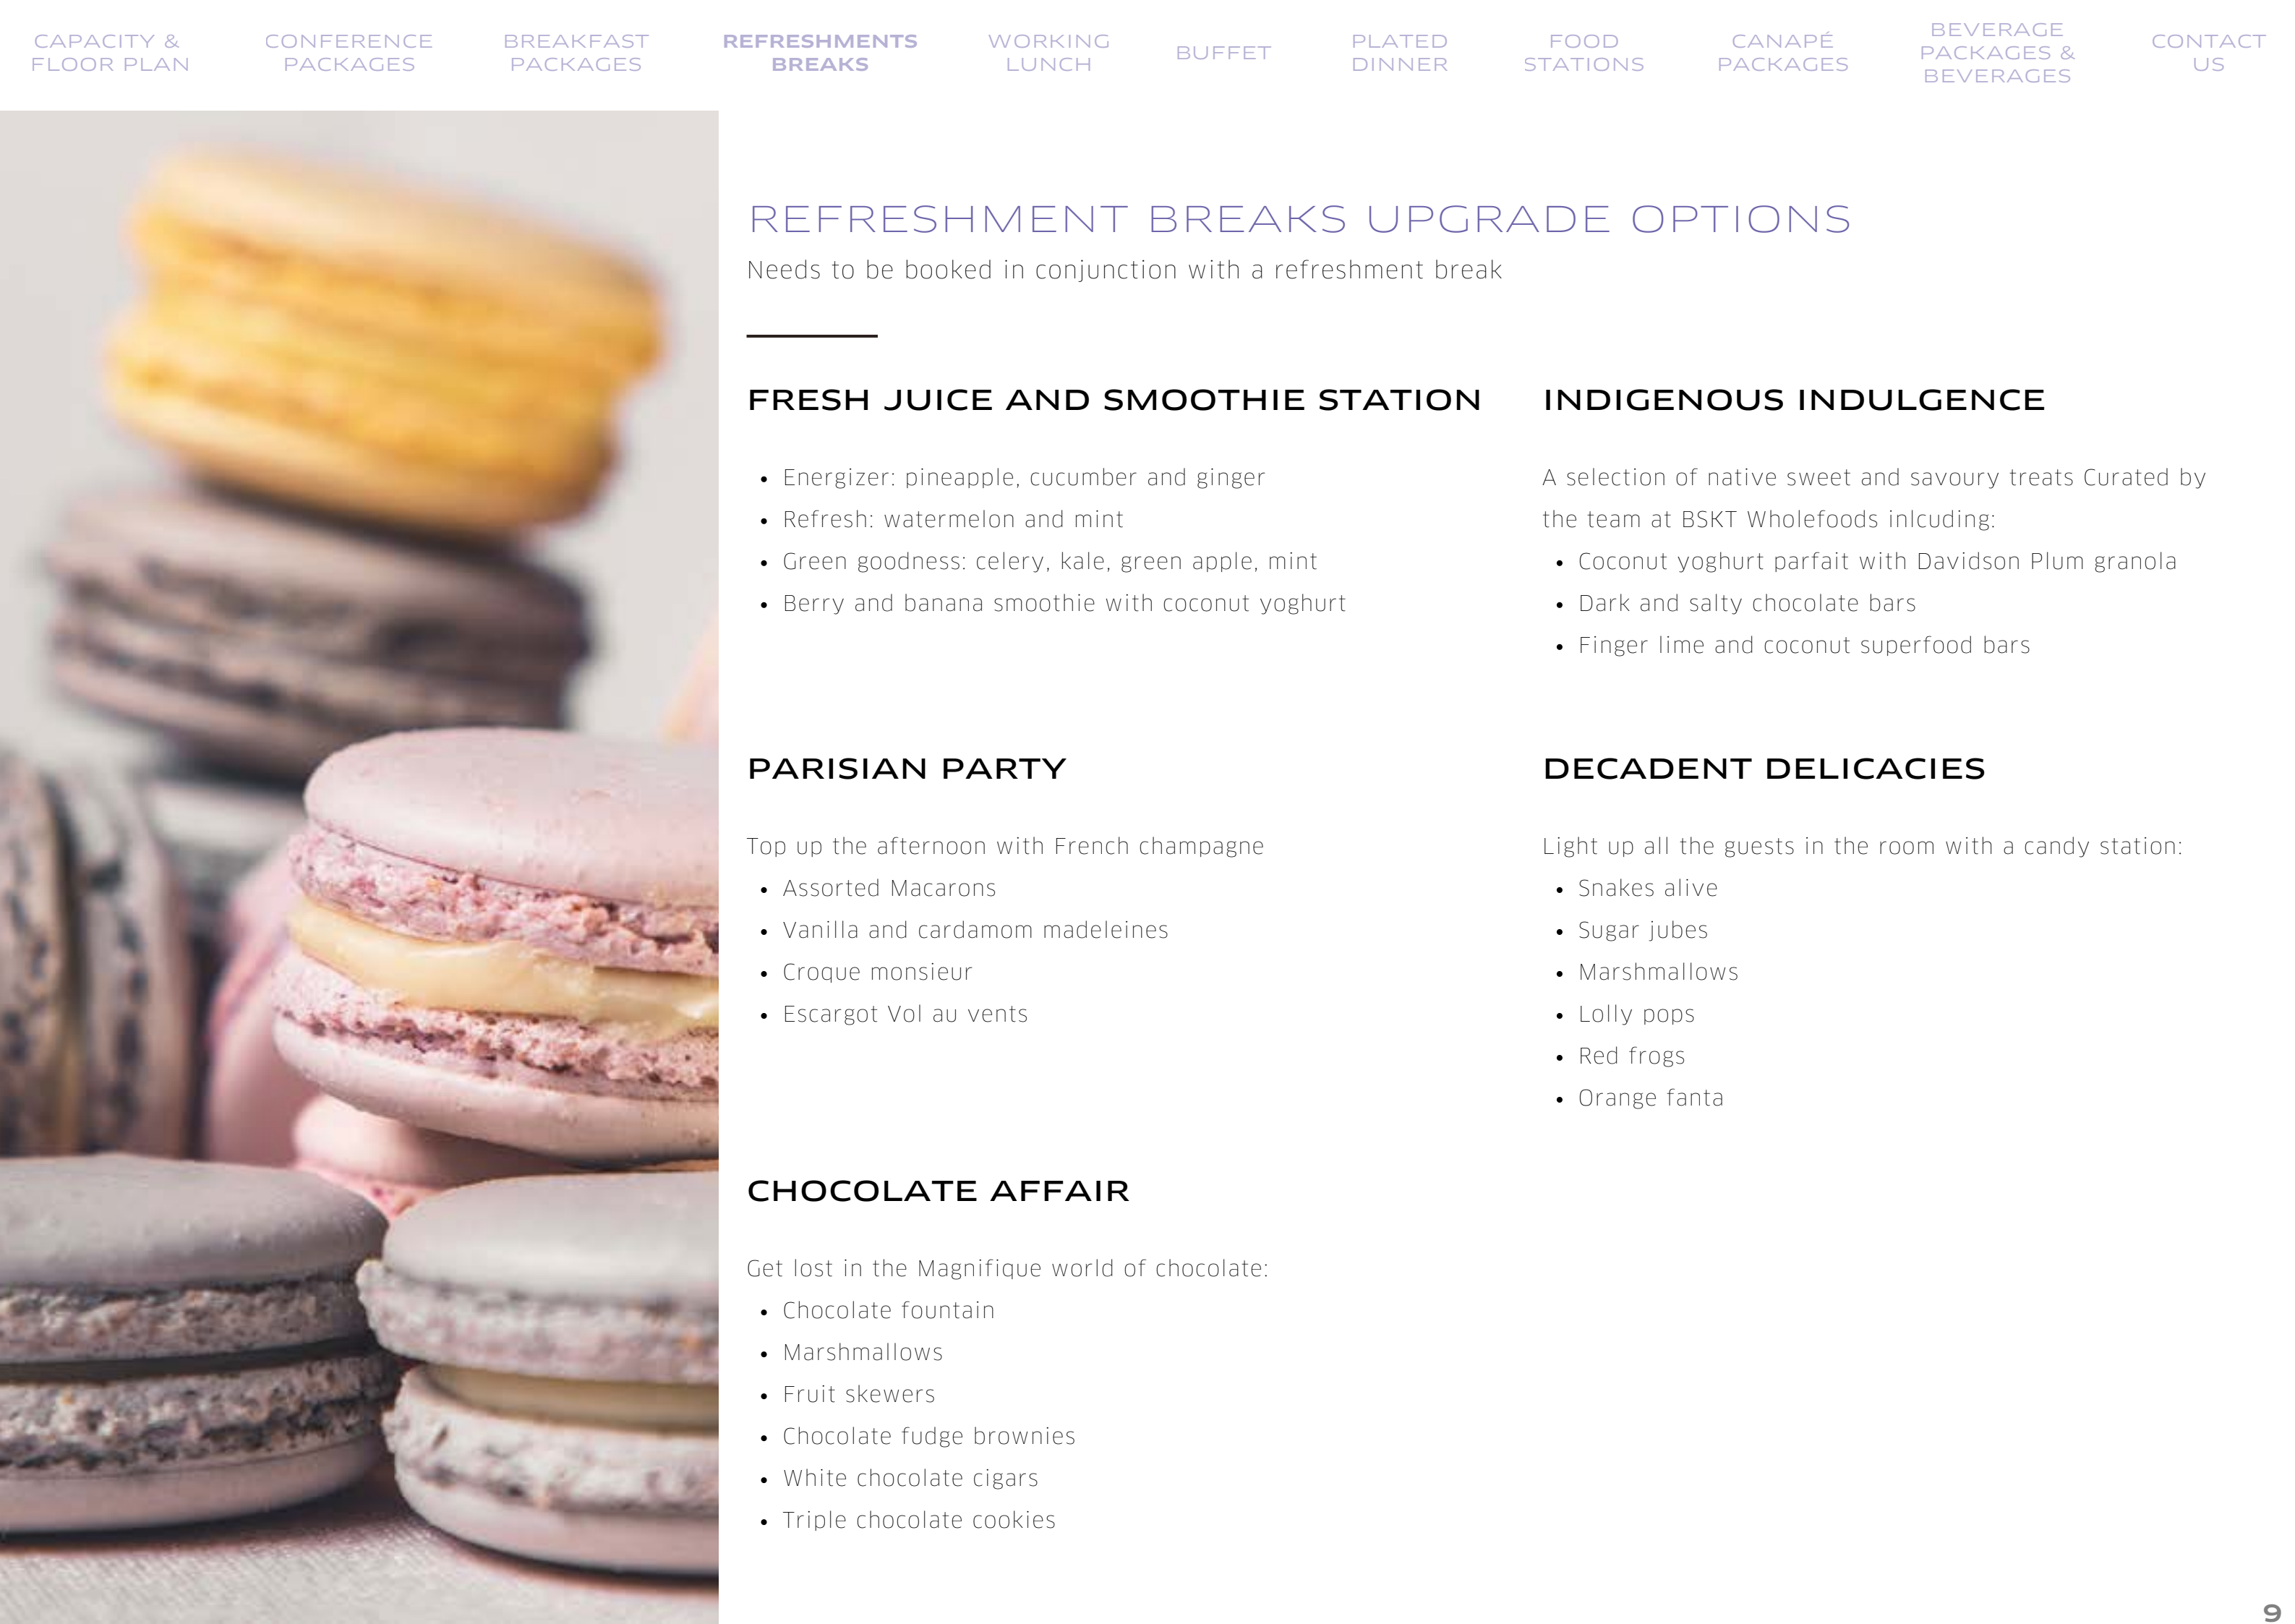 CAPACITY &
FLOOR PLAN
CONFERENCE
PACKAGES
BREAKFAST
PACKAGES
REFRESHMENTS
BREAKS
WORKING
LUNCH
BUFFET
PLATED
DINNER
FOOD
STATIONS
CANAPÉ
PACKAGES
BEVERAGE
PACKAGES &
BEVERAGES
CONTACT
US
REFRESHMENT BREAKS UPGRADE OPTIONS
Needs to be booked in conjunction with a refreshment break
FRESH JUICE AND SMOOTHIE STATION
• Energizer: pineapple, cucumber and ginger
• Refresh: watermelon and mint
• Green goodness: celery, kale, green apple, mint
• Berry and banana smoothie with coconut yoghurt
INDIGENOUS INDULGENCE
A selection of native sweet and savoury treats Curated by
the team at BSKT Wholefoods inlcuding:
• Coconut yoghurt parfait with Davidson Plum granola
• Dark and salty chocolate bars
• Finger lime and coconut superfood bars
PARISIAN PARTY
Top up the afternoon with French champagne
• Assorted Macarons
• Vanilla and cardamom madeleines
• Croque monsieur
• Escargot Vol au vents
DECADENT DELICACIES
Light up all the guests in the room with a candy station:
• Snakes alive
• Sugar jubes
• Marshmallows
• Lolly pops
• Red frogs
• Orange fanta
CHOCOLATE AFFAIR
Get lost in the Magnifique world of chocolate:
• Chocolate fountain
• Marshmallows
• Fruit skewers
• Chocolate fudge brownies
• White chocolate cigars
• Triple chocolate cookies
9